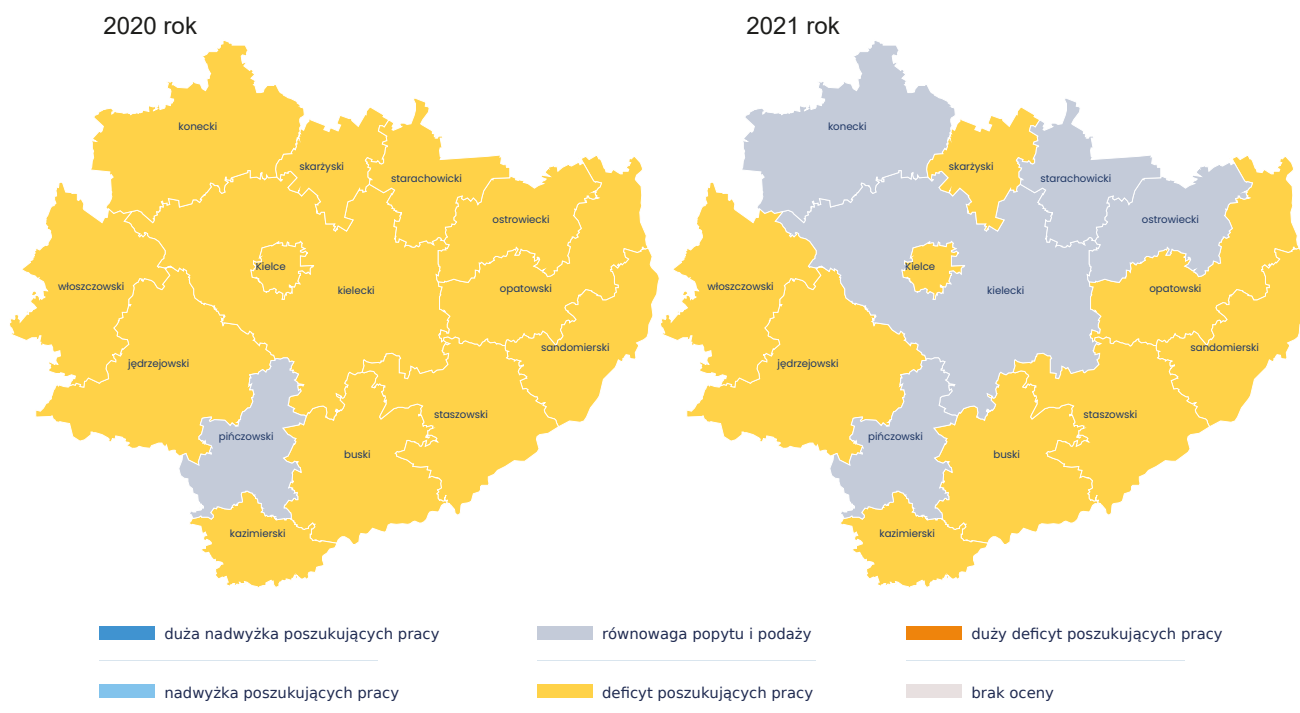 2020 rok
2021 rok
konecki
skarżyski
starachowicki
ostrowiecki
Kielce
włoszczowski
kielecki
opatowski
sandomierski
jędrzejowski
staszowski
pińczowski
buski
kazimierski
konecki
skarżyski
starachowicki
ostrowiecki
Kielce
włoszczowski
kielecki
opatowski
sandomierski
jędrzejowski
staszowski
pińczowski
buski
kazimierski
duża nadwyżka poszukujących pracy
równowaga popytu i podaży
duży deficyt poszukujących pracy
nadwyżka poszukujących pracy
deficyt poszukujących pracy
brak oceny